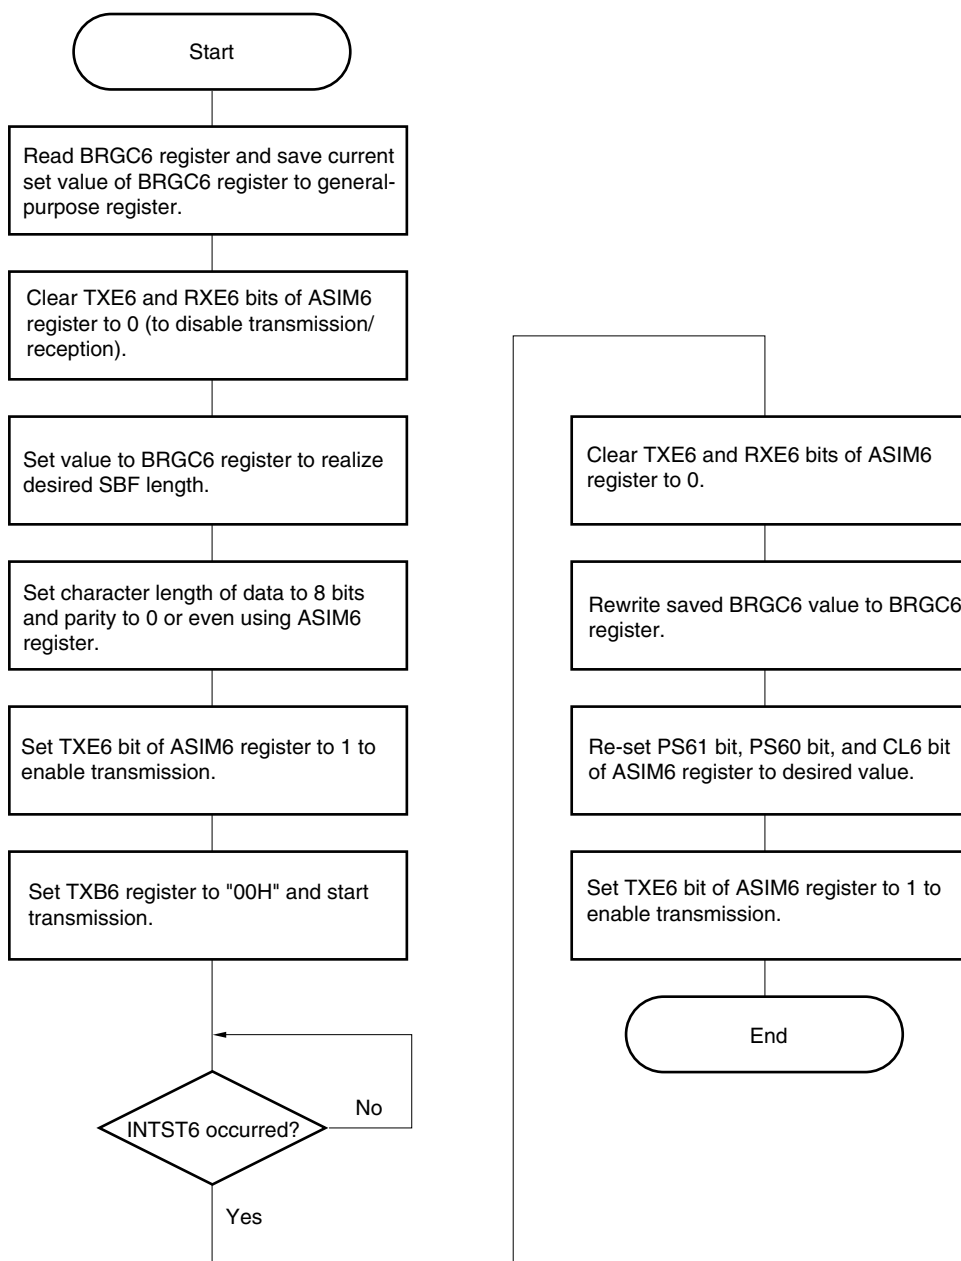 Start
Read BRGC6 register and save current
set value of BRGC6 register to general-
purpose register.
Clear TXE6 and RXE6 bits of ASIM6
register to 0 (to disable transmission/
reception).
Set value to BRGC6 register to realize
desired SBF length.
Set character length of data to 8 bits
and parity to 0 or even using ASIM6
register.
Set TXE6 bit of ASIM6 register to 1 to
enable transmission.
Set TXB6 register to "00H" and start
transmission.
INTST6 occurred?
No
Yes
Clear TXE6 and RXE6 bits of ASIM6
register to 0.
Rewrite saved BRGC6 value to BRGC6
register.
Re-set PS61 bit, PS60 bit, and CL6 bit
of ASIM6 register to desired value.
Set TXE6 bit of ASIM6 register to 1 to
enable transmission.
End